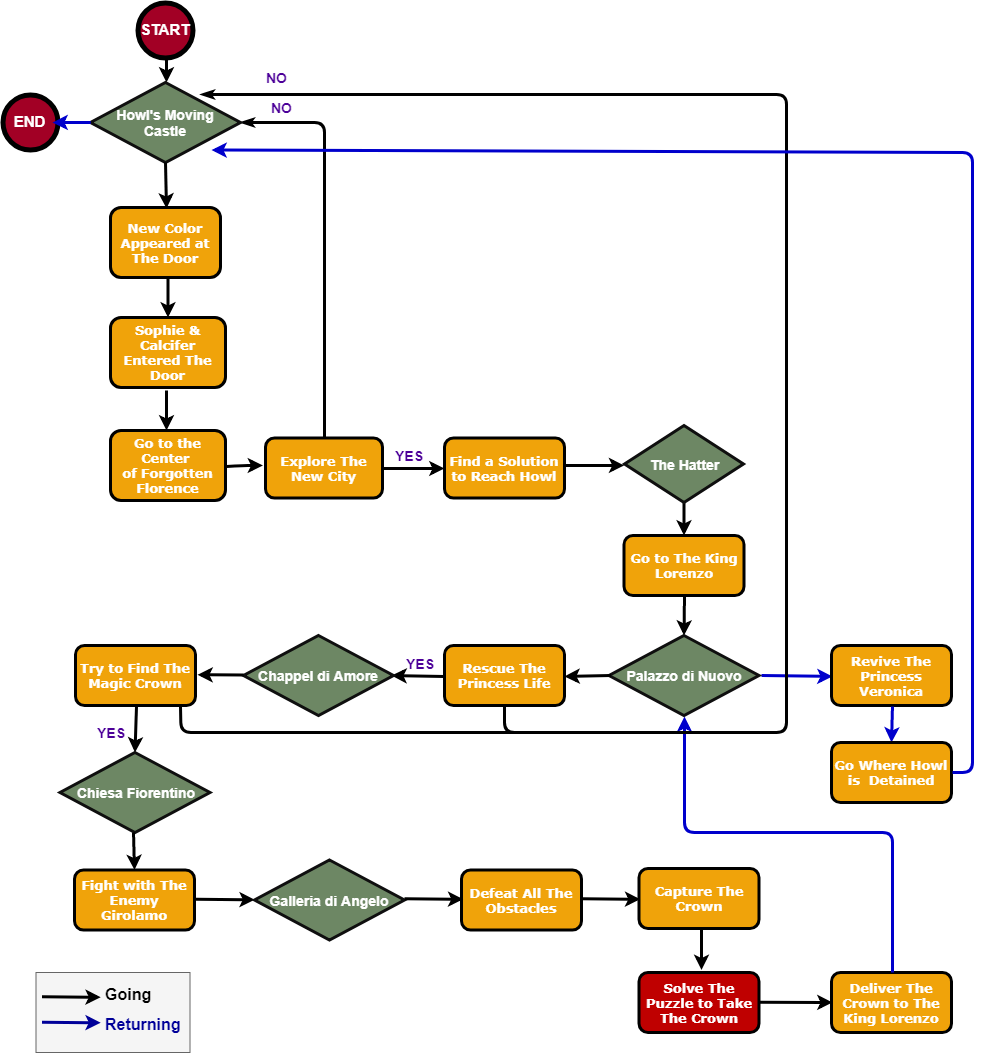 START
NO
NO
END
Howl's Moving
Castle
New Color
Appeared at
The Door
Sophie &
Calcifer
Entered The
Door
Go to the
Center
of Forgotten
Florence
Explore The
New City
YES
Find a Solution
to Reach Howl
The Hatter
Go to The King
Lorenzo
Try to Find The
Magic Crown
Chappel di Amore
YES
Rescue The
Princess Life
Palazzo di Nuovo
Revive The
Princess
Veronica
YES
Go Where Howl
is Detained
Chiesa Fiorentino
Fight with The
Enemy
Girolamo
Galleria di Angelo
Defeat All The
Obstacles
Capture The
Crown
Solve The
Puzzle to Take
The Crown
Deliver The
Crown to The
King Lorenzo
Going
Returning